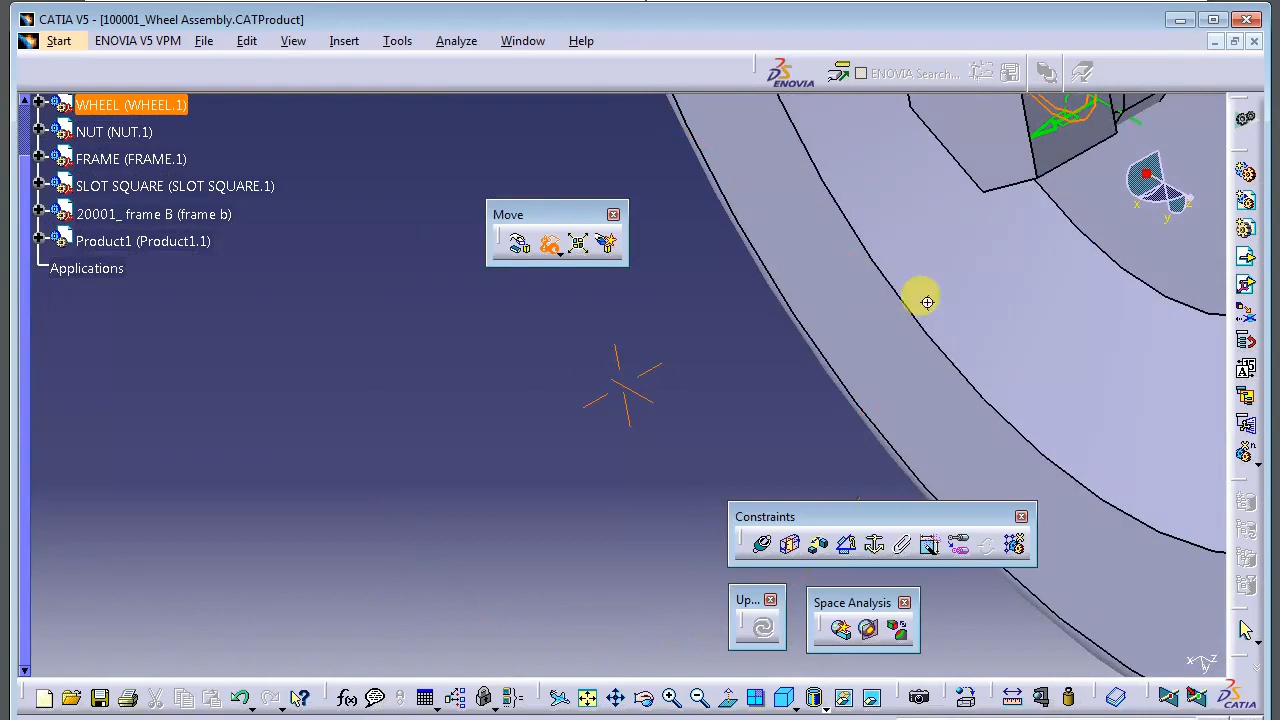 CATIA V5 - [100001_Wheel Assembly.CATProduct]
Start ENOVIA V5 VPM File Edit View Insert Tools Analyze Window Help
ENOVIA ENOVIA Search...
WHEEL (WHEEL.1)
NUT (NUT.1)
FRAME (FRAME.1)
SLOT SQUARE (SLOT SQUARE.1)
20001_ frame B (frame b)
Product1 (Product1.1)
Applications
Move
x
y
Constraints
Up...
Space Analysis
x z
y
f(x)
CATIA